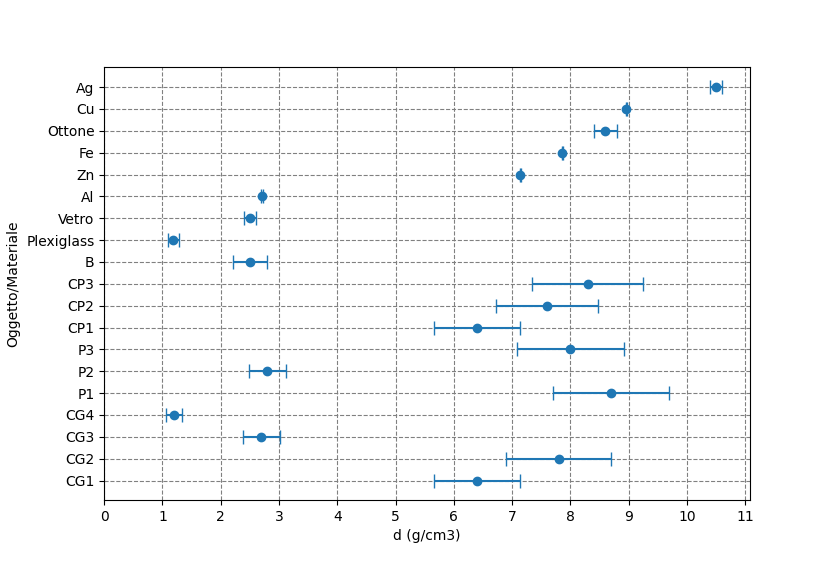 Ag
Cu
Ottone
Fe
Zn
Al
Vetro
Plexiglass
B
CP3
CP2
CP1
P3
P2
P1
CG4
CG3
CG2
CG1
Oggetto/Materiale
0 1 2 3 4 5 6 7 8 9 10 11
d (g/cm3)